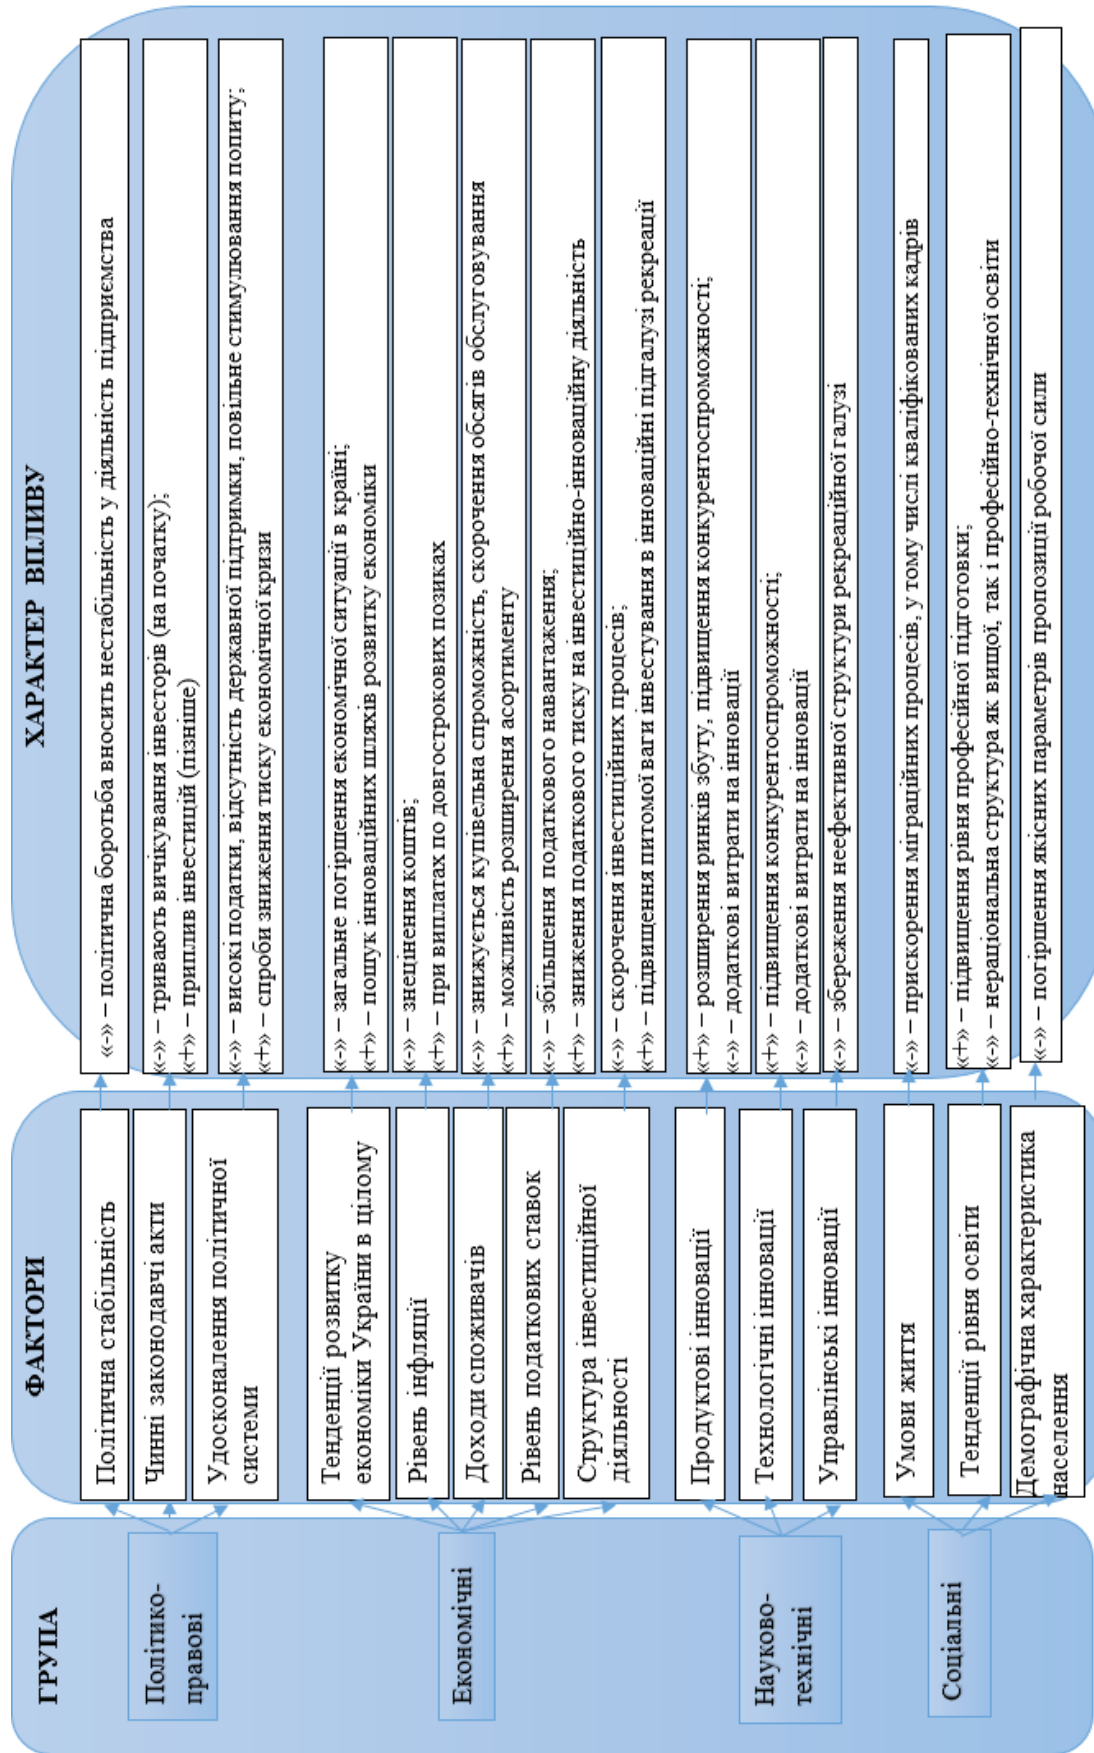 ГРУПА
ФАКТОРИ
ХАРАКТЕР ВПЛИВУ
Політико-
правові
Політична стабільність
«-» – політична боротьба вносить нестабільність у діяльність підприємства
Чинні законодавчі акти
«-» – тривають вичікування інвесторів (на початку);
«+» – приплив інвестицій (пізніше)
Удосконалення політичної
системи
«-» – високі податки, відсутність державної підтримки, повільне стимулювання попиту;
«+» – спроби зниження тиску економічної кризи
Економічні
Тенденції розвитку
економіки України в цілому
«-» – загальне погіршення економічної ситуації в країні;
«+» – пошук інноваційних шляхів розвитку економіки
Рівень інфляції
«-» – знецінення коштів;
«+» – при виплатах по довгострокових позиках
Доходи споживачів
«-» – знижується купівельна спроможність, скорочення обсягів обслуговування
«+» – можливість розширення асортименту
Рівень податкових ставок
«-» – збільшення податкового навантаження;
«+» – зниження податкового тиску на інвестиційно-інноваційну діяльність
Структура інвестиційної
діяльності
«-» – скорочення інвестиційних процесів;
«+» – підвищення питомої ваги інвестування в інноваційні підгалузі рекреації
Науково-
технічні
Продуктові інновації
«+» – розширення ринків збуту, підвищення конкурентоспроможності;
«-» – додаткові витрати на інновації
Технологічні інновації
«+» – підвищення конкурентоспроможності;
«-» – додаткові витрати на інновації
Управлінські інновації
«-» – збереження неефективної структури рекреаційної галузі
Соціальні
Умови життя
«-» – прискорення міграційних процесів, у тому числі кваліфікованих кадрів
Тенденції рівня освіти
«+» – підвищення рівня професійної підготовки;
«-» – нераціональна структура як вищої, так і професійно-технічної освіти
Демографічна характеристика
населення
«-» – погіршення якісних параметрів пропозиції робочої сили